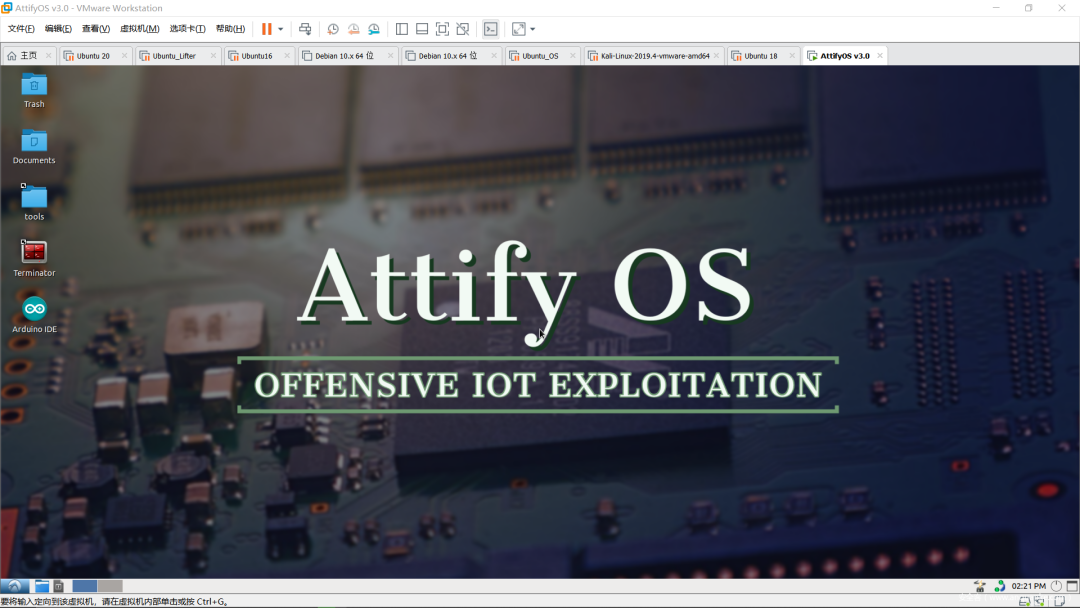 AttifyOS v3.0 - VMware Workstation
文件(F) 编辑(E) 查看(V) 虚拟机(M) 选项卡(T) 帮助(H)
主页 Ubuntu 20 Ubuntu_Lifter Ubuntu16 Debian 10.x 64 位 Debian 10.x 64 位 Ubuntu_OS Kali-Linux-2019.4-vmware-amd64 Ubuntu 18 AttifyOS v3.0
Trash
Documents
tools
Terminator
Arduino IDE
Attify OS
OFFENSIVE IOT EXPLOITATION
02:21 PM
要将输入定向到该虚拟机，请在虚拟机内部单击或按 Ctrl+G。